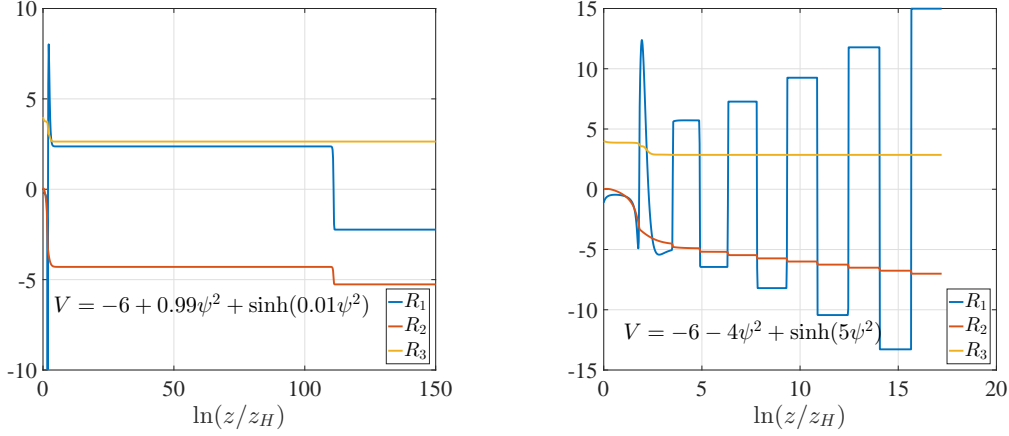 10
5
0
-5
-10
0
50
100
150
ln(z/z_H)
V = −6 + 0.99ψ² + sinh(0.01ψ²)
R₁
R₂
R₃
15
10
5
0
-5
-10
-15
0
5
10
15
20
ln(z/z_H)
V = −6 − 4ψ² + sinh(5ψ²)
R₁
R₂
R₃